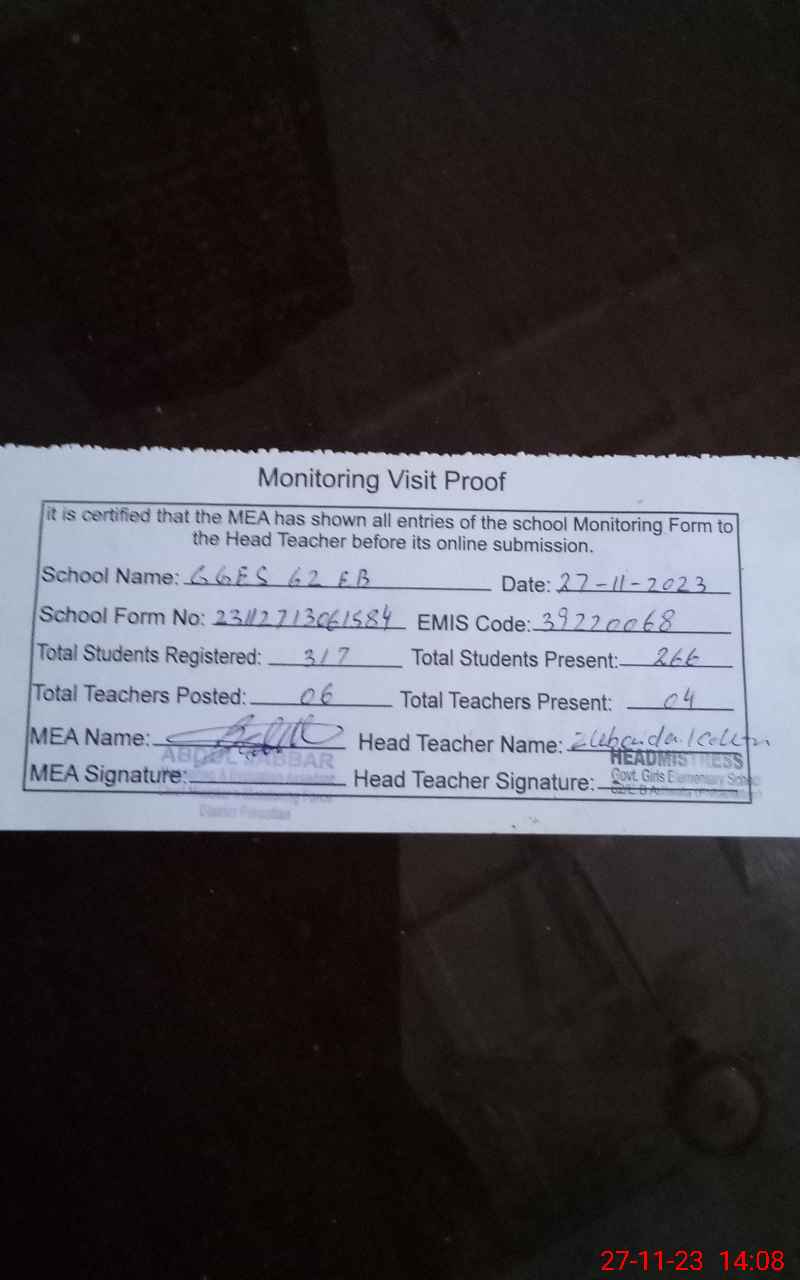 Monitoring Visit Proof
it is certified that the MEA has shown all entries of the school Monitoring Form to
the Head Teacher before its online submission.
School Name: GGES 62 EB Date: 27-11-2023
School Form No: EMIS Code: 39220068
Total Students Registered: 317 Total Students Present: 266
Total Teachers Posted: 06 Total Teachers Present: 04
MEA Name: Head Teacher Name:
ABDUL JABBAR HEADMISTRESS
MEA Signature: Head Teacher Signature: Govt. Girls Elementary School
27-11-23 14:08